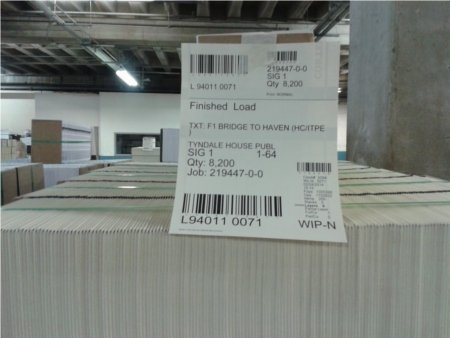 219447-0-0
SIG 1
L 94011 0071
Qty: 8,200
Finished Load
TXT: F1 BRIDGE TO HAVEN (HC/ITPE
)
TYNDALE HOUSE PUBL
SIG 1 1-64
Qty: 8,200
Job: 219447-0-0
L94011 0071
WIP-N